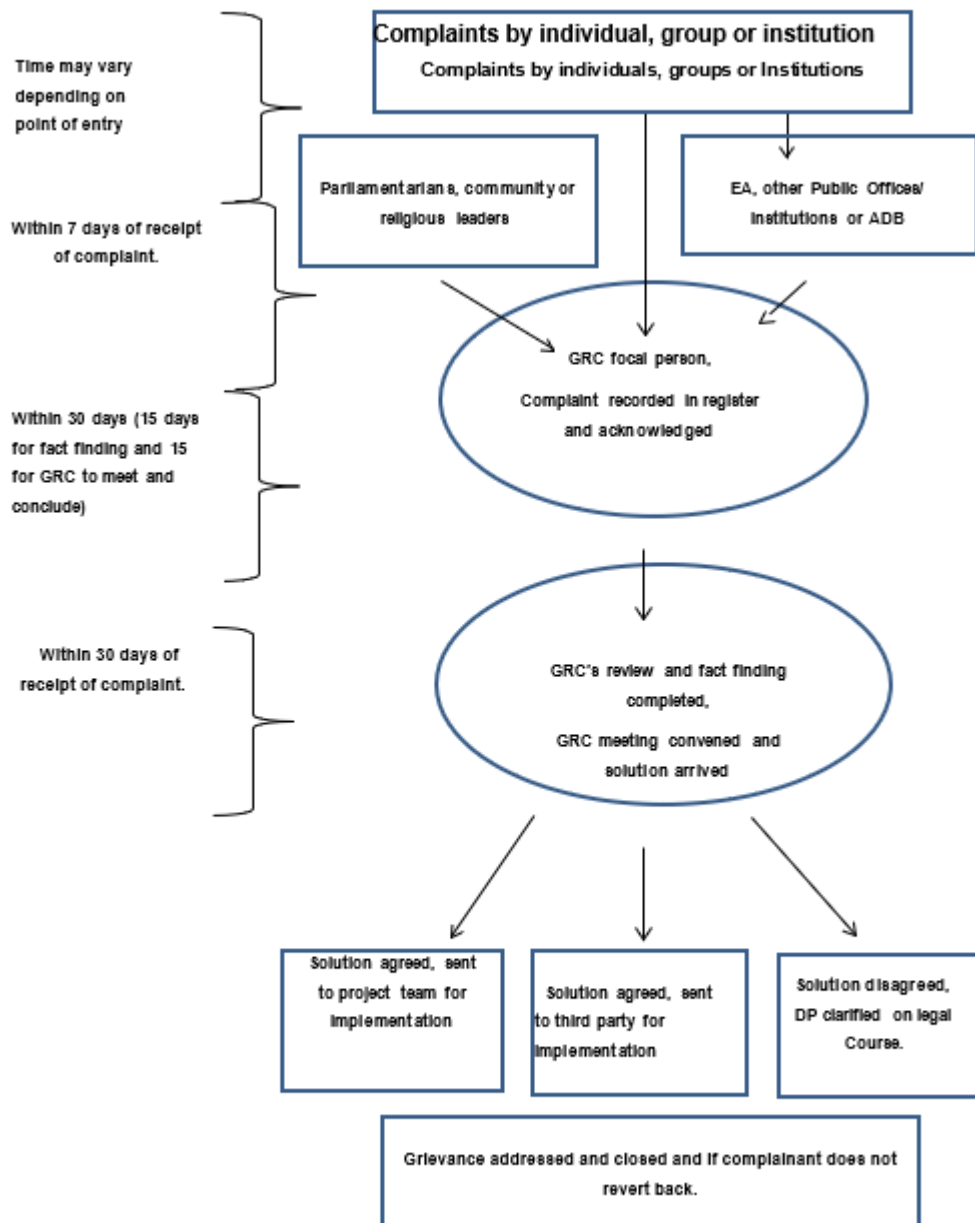 Complaints by individual, group or institution
Complaints by individuals, groups or Institutions
Time may vary
depending on
point of entry
Parliamentarians, community or
religious leaders
EA, other Public Offices/
Institutions or ADB
Within 7 days of receipt
of complaint.
GRC focal person,
Complaint recorded in register
and acknowledged
Within 30 days (15 days
for fact finding and 15
for GRC to meet and
conclude)
Within 30 days of
receipt of complaint.
GRC"s review and fact finding
completed,
GRC meeting convened and
solution arrived
Solution agreed, sent
to project team for
implementation
Solution agreed, sent
to third party for
implementation
Solution disagreed,
DP clarified on legal
Course.
Grievance addressed and closed and if complainant does not
revert back.